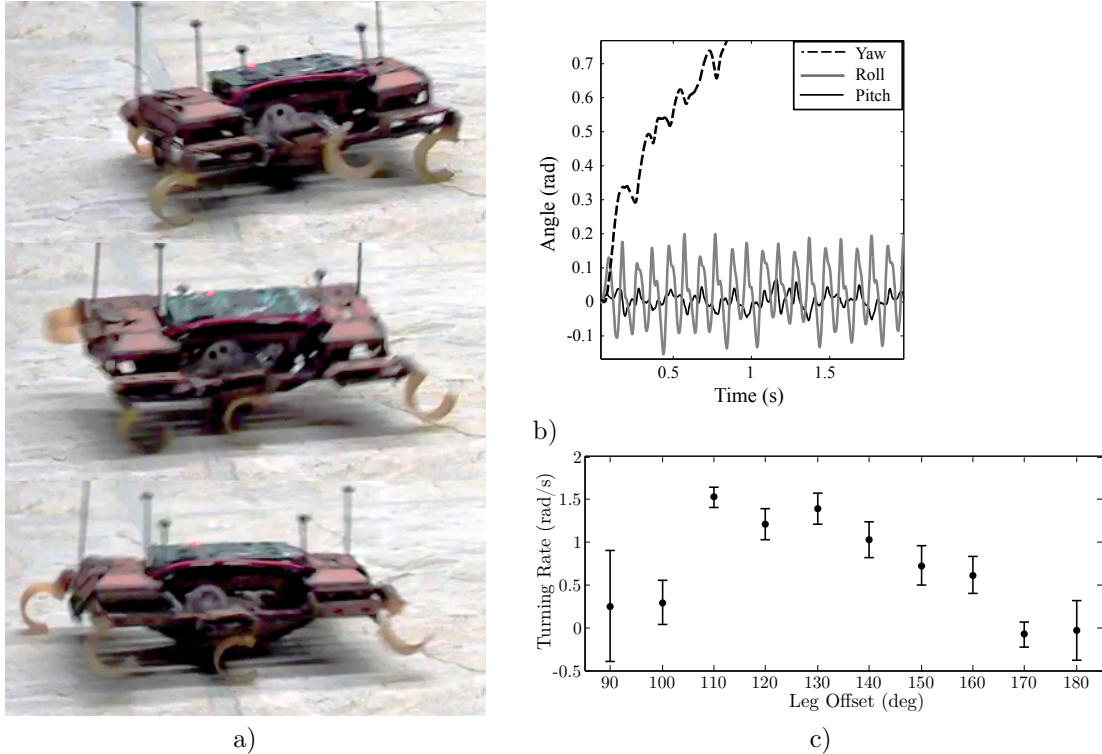 Yaw
Roll
Pitch
0.7
0.6
0.5
0.4
0.3
0.2
0.1
0
-0.1
Angle (rad)
0.5
1
1.5
Time (s)
b)
2
1.5
1
0.5
0
-0.5
Turning Rate (rad/s)
90 100 110 120 130 140 150 160 170 180
Leg Offset (deg)
a)
c)